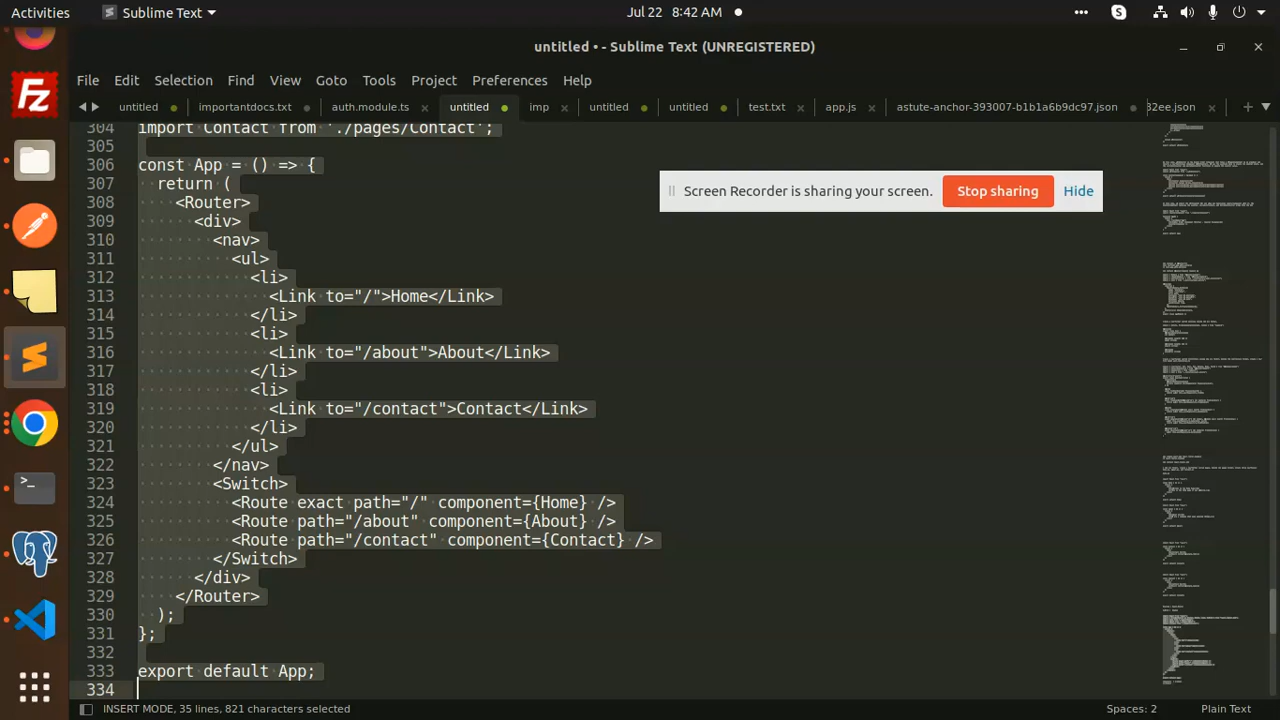 Activities
Sublime Text
Jul 22 8:42 AM
untitled • - Sublime Text (UNREGISTERED)
File Edit Selection Find View Goto Tools Project Preferences Help
untitled importantdocs.txt auth.module.ts untitled imp untitled untitled test.txt app.js astute-anchor-393007-b1b1a6b9dc97.json 32ee.json
304 import Contact from './pages/Contact';
305
306 const App = () => {
307 return (
308 <Router>
309 <div>
310 <nav>
311 <ul>
312 <li>
313 <Link to="/">Home</Link>
314 </li>
315 <li>
316 <Link to="/about">About</Link>
317 </li>
318 <li>
319 <Link to="/contact">Contact</Link>
320 </li>
321 </ul>
322 </nav>
323 <Switch>
324 <Route exact path="/" component={Home} />
325 <Route path="/about" component={About} />
326 <Route path="/contact" component={Contact} />
327 </Switch>
328 </div>
329 </Router>
330 );
331 };
332
333 export default App;
334
Screen Recorder is sharing your screen.
Stop sharing
Hide
INSERT MODE, 35 lines, 821 characters selected
Spaces: 2
Plain Text